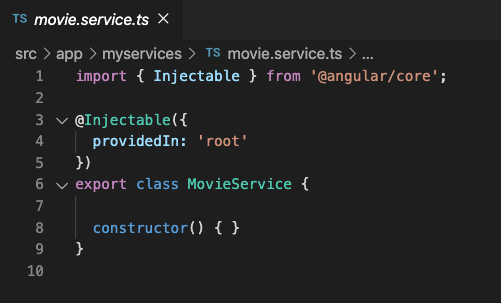 TS movie.service.ts ×
src > app > myservices > TS movie.service.ts > ...
1 import { Injectable } from '@angular/core';
2
3 @Injectable({
4 providedIn: 'root'
5 })
6 export class MovieService {
7
8 constructor() { }
9 }
10